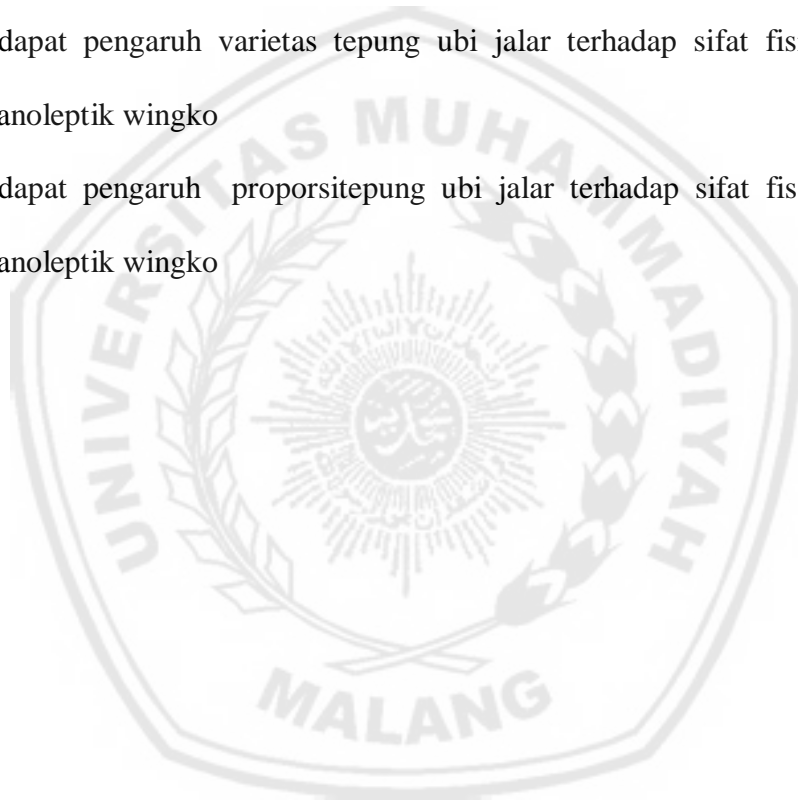 dapat pengaruh varietas tepung ubi jalar terhadap sifat fis
anoleptik wingko
dapat pengaruh proporsitepung ubi jalar terhadap sifat fis
anoleptik wingko
UNIVERSITAS MUHAMMADIYAH
MALANG